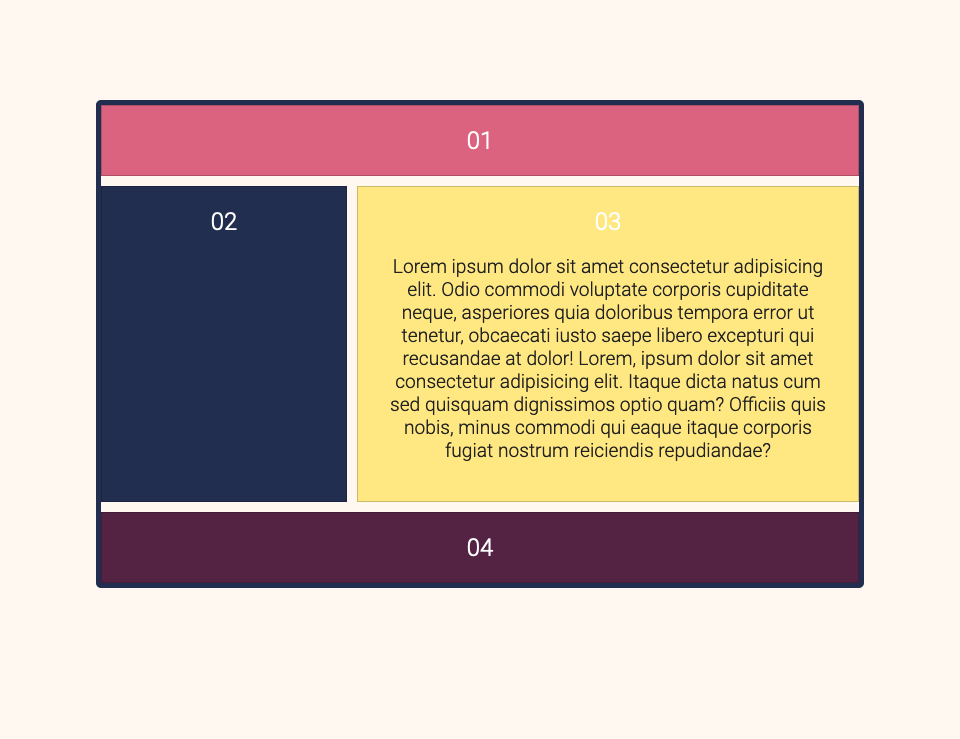 01
02
03
Lorem ipsum dolor sit amet consectetur adipisicing
elit. Odio commodi voluptate corporis cupiditate
neque, asperiores quia doloribus tempora error ut
tenetur, obcaecati iusto saepe libero excepturi qui
recusandae at dolor! Lorem, ipsum dolor sit amet
consectetur adipisicing elit. Itaque dicta natus cum
sed quisquam dignissimos optio quam? Officiis quis
nobis, minus commodi qui eaque itaque corporis
fugiat nostrum reiciendis repudiandae?
04